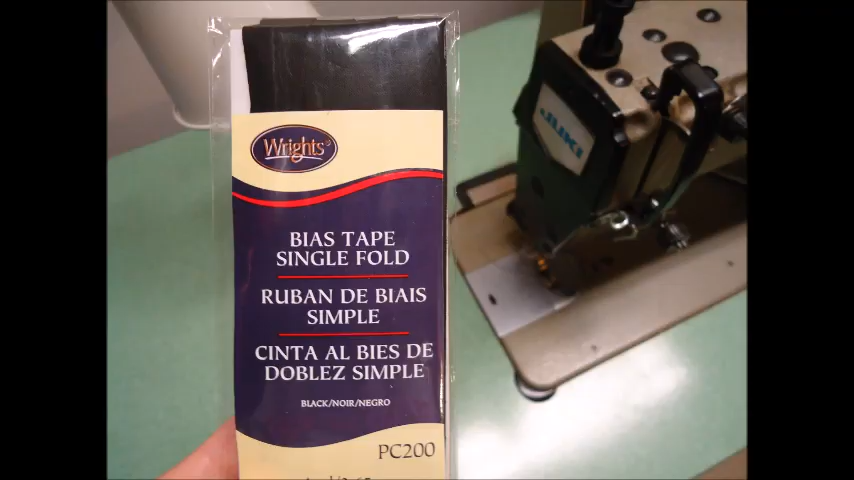 Wrights®
BIAS TAPE
SINGLE FOLD
RUBAN DE BIAIS
SIMPLE
CINTA AL BIES DE
DOBLEZ SIMPLE
BLACK/NOIR/NEGRO
PC200
JUKI